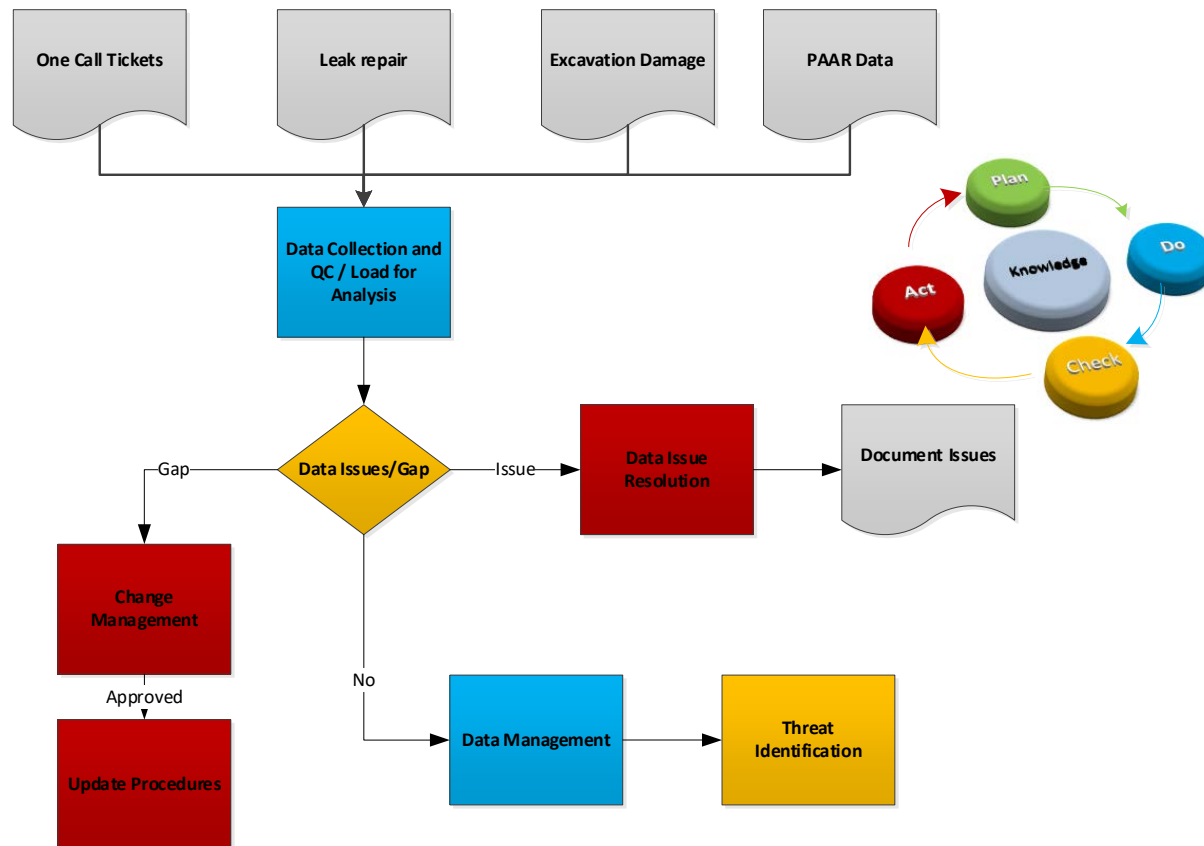 One Call Tickets
Leak repair
Excavation Damage
PAAR Data
Plan
Do
Knowledge
Act
Check
Data Collection and
QC / Load for
Analysis
Gap
Data Issues/Gap
Issue
Data Issue
Resolution
Document Issues
Change
Management
Approved
Update Procedures
No
Data Management
Threat
Identification